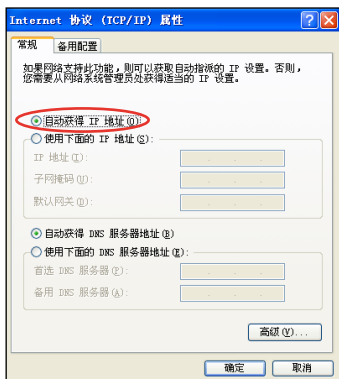 Internet 协议 (TCP/IP) 属性
常规 备用配置
如果网络支持此功能，则可以获取自动指派的 IP 设置。否则，
您需要从网络系统管理员处获得适当的 IP 设置。
自动获得 IP 地址(O)
使用下面的 IP 地址(S):
IP 地址(I):
子网掩码(U):
默认网关(D):
自动获得 DNS 服务器地址(B)
使用下面的 DNS 服务器地址(E):
首选 DNS 服务器(P):
备用 DNS 服务器(A):
高级(V)...
确定 取消